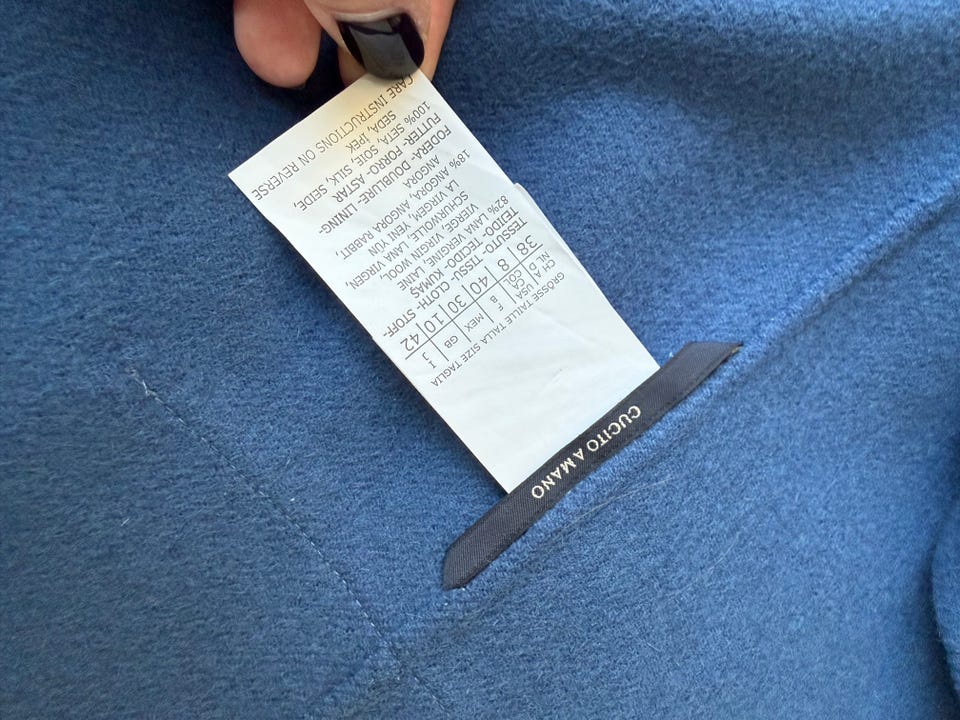 CUCITO A MANO
GRÖSSE TAILLE TALLA SIZE TAGLIA
CH A | USA | F | MEX | GB | I
NL D | CA COL | B | J
38 | 8 | 40 | 30 | 10 | 42
TESSUTO- TISSU- CLOTH- STOFF-
TEJIDO-TECIDO- KUMAŞ
82% LANA VERGINE, LAINE
VIERGE, VIRGIN WOOL,
SCHURWOLLE, LANA VIRGEN,
LA VIRGEM, YENI YÜN
18% ANGORA, ANGORA RABBIT,
ANGORA
FODERA- DOUBLURE- LINING-
FUTTER- FORRO- ASTAR
100% SETA, SOIE, SILK, SEIDE,
SEDA, IPEK
CARE INSTRUCTIONS ON REVERSE